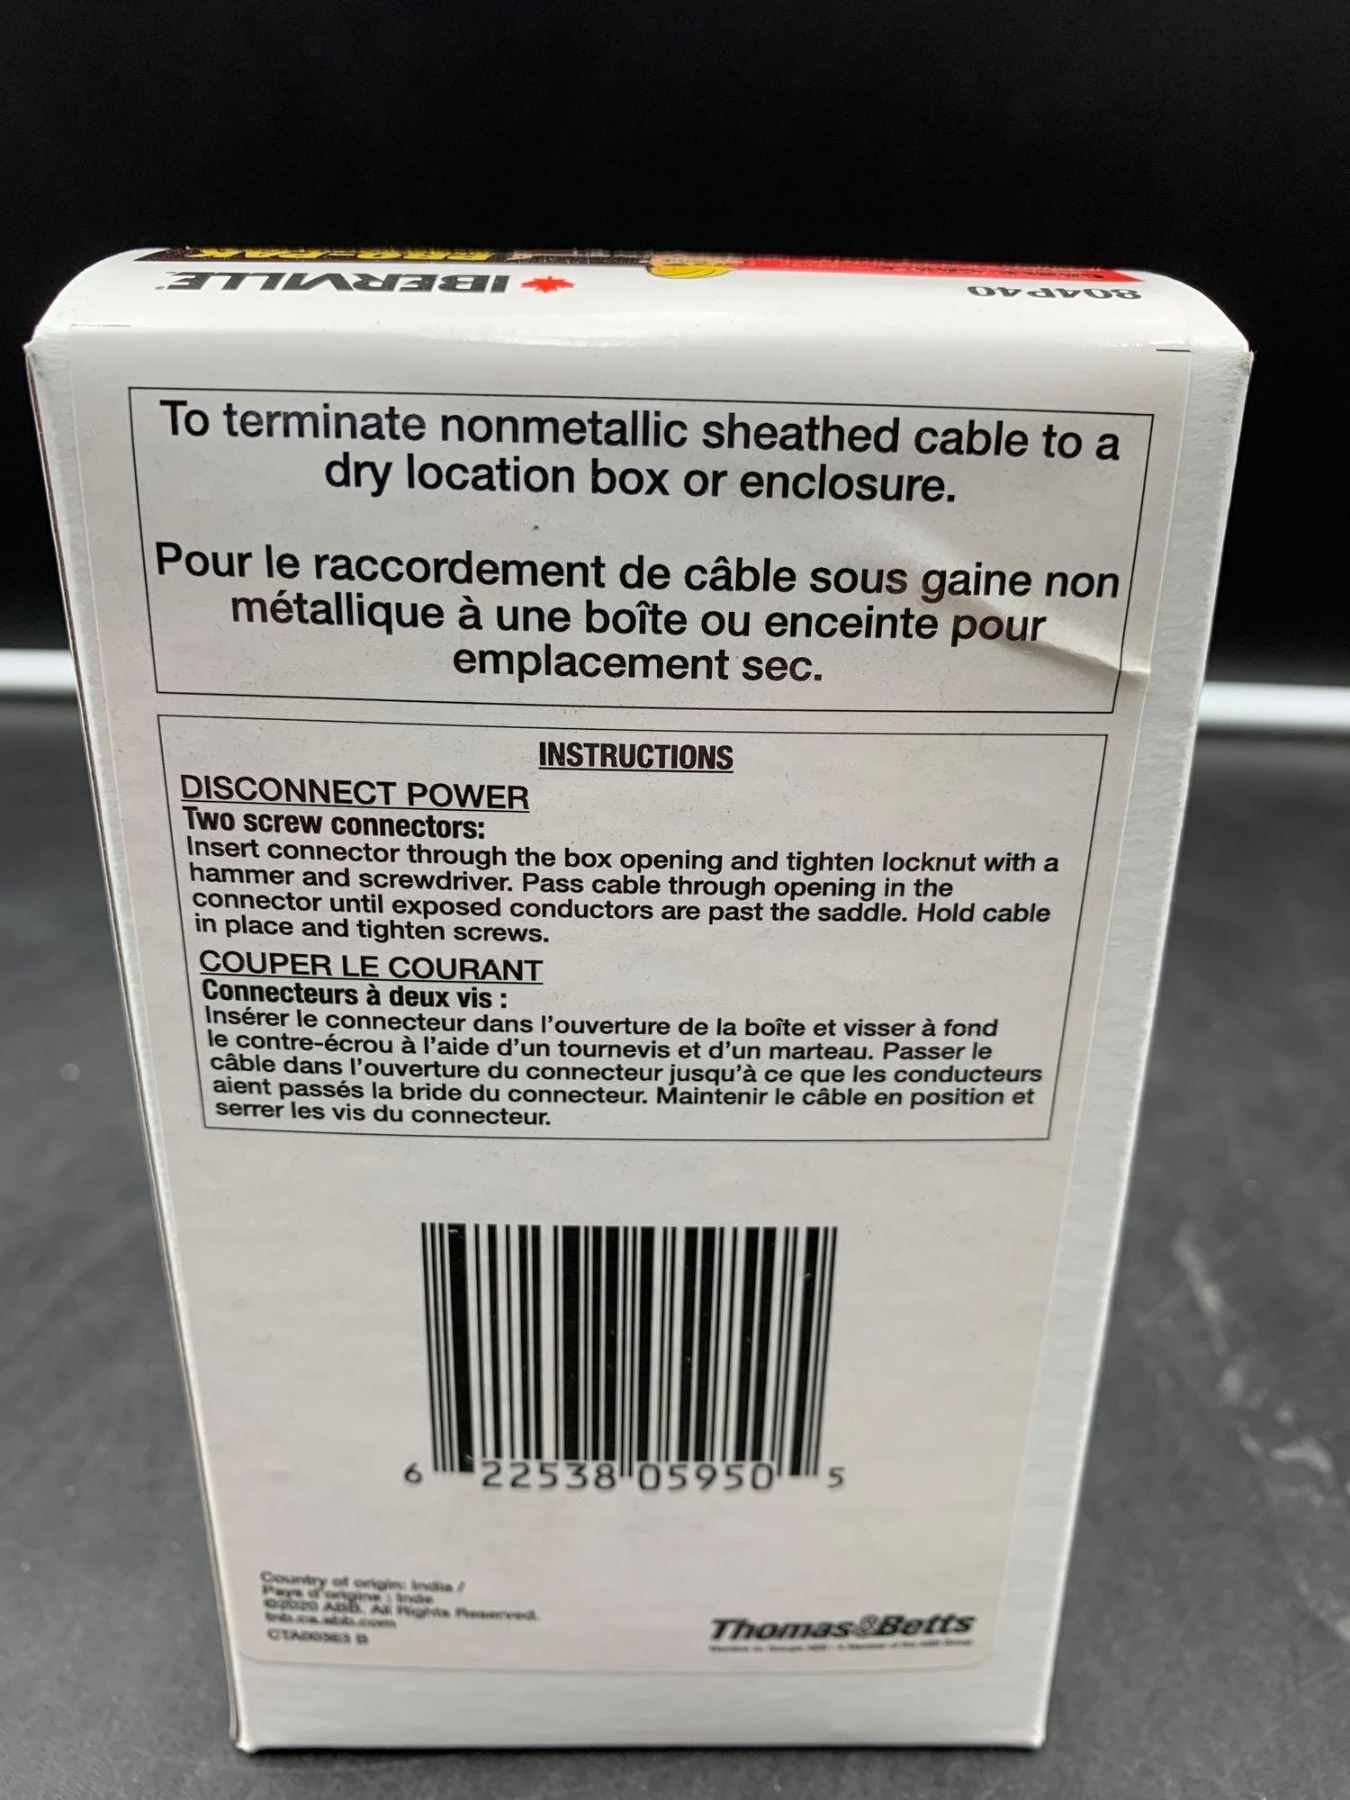 PRO-PAK
IBERVILLE
804P40
To terminate nonmetallic sheathed cable to a
dry location box or enclosure.
Pour le raccordement de câble sous gaine non
métallique à une boîte ou enceinte pour
emplacement sec.
INSTRUCTIONS
DISCONNECT POWER
Two screw connectors:
Insert connector through the box opening and tighten locknut with a
hammer and screwdriver. Pass cable through opening in the
connector until exposed conductors are past the saddle. Hold cable
in place and tighten screws.
COUPER LE COURANT
Connecteurs à deux vis :
Insérer le connecteur dans l'ouverture de la boîte et visser à fond
le contre-écrou à l'aide d'un tournevis et d'un marteau. Passer le
câble dans l'ouverture du connecteur jusqu'à ce que les conducteurs
aient passés la bride du connecteur. Maintenir le câble en position et
serrer les vis du connecteur.
6 22538 05950 5
Country of origin: India /
Pays d'origine : Inde
©2020 ABB. All Rights Reserved.
tnb.ca.abb.com
CTA00363 B
Thomas&Betts